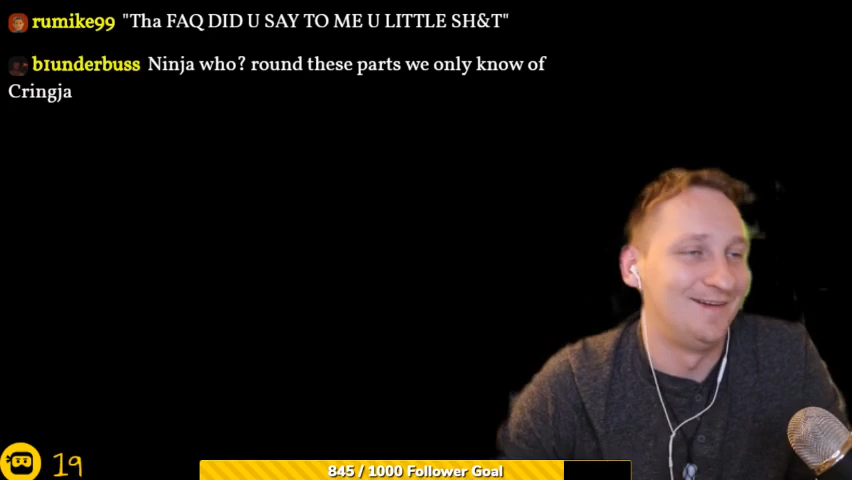 rumike99 "Tha FAQ DID U SAY TO ME U LITTLE SH&T"
b1underbuss Ninja who? round these parts we only know of
Cringja
19
845 / 1000 Follower Goal